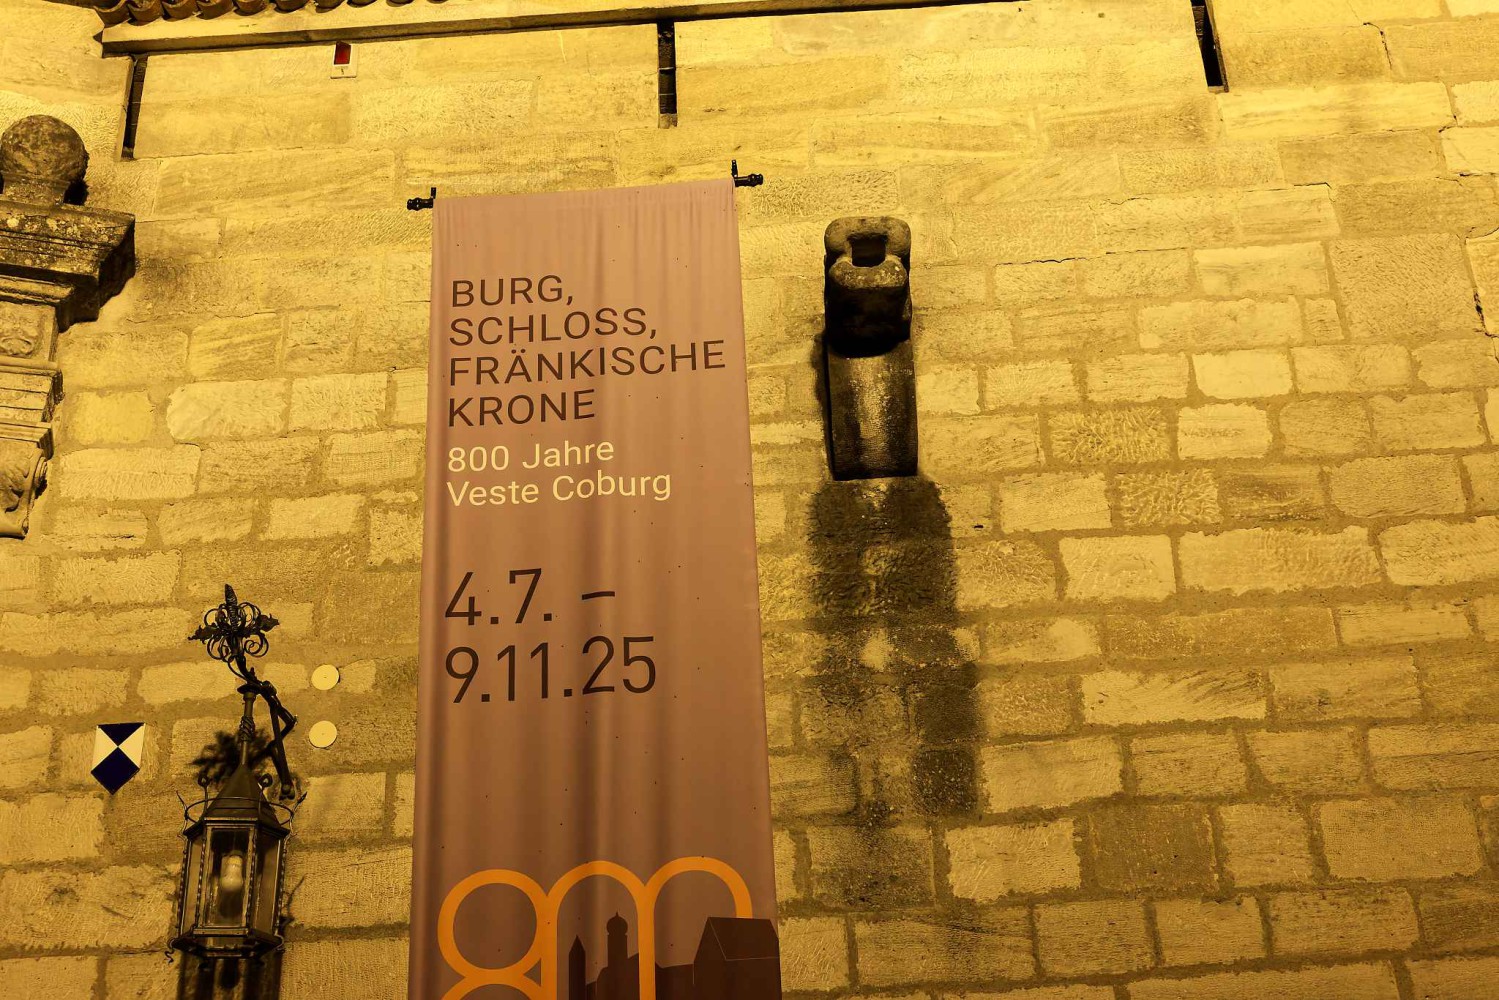 BURG,
SCHLOSS,
FRÄNKISCHE
KRONE
800 Jahre
Veste Coburg
4.7. –
9.11.25